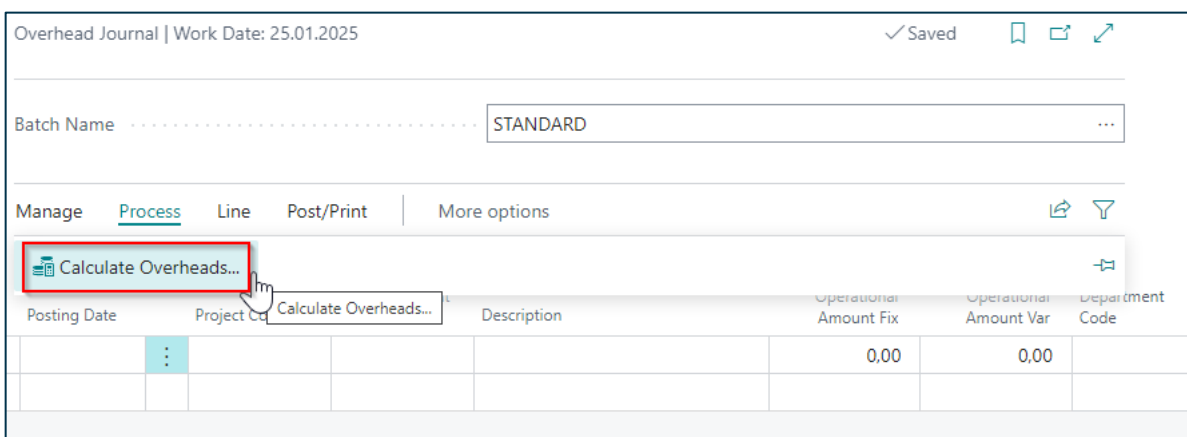 Overhead Journal | Work Date: 25.01.2025 Saved
Batch Name STANDARD ...
Manage Process Line Post/Print More options
Calculate Overheads...
Calculate Overheads...
Operational Operational Department
Posting Date Project Description Amount Fix Amount Var Code
0,00 0,00